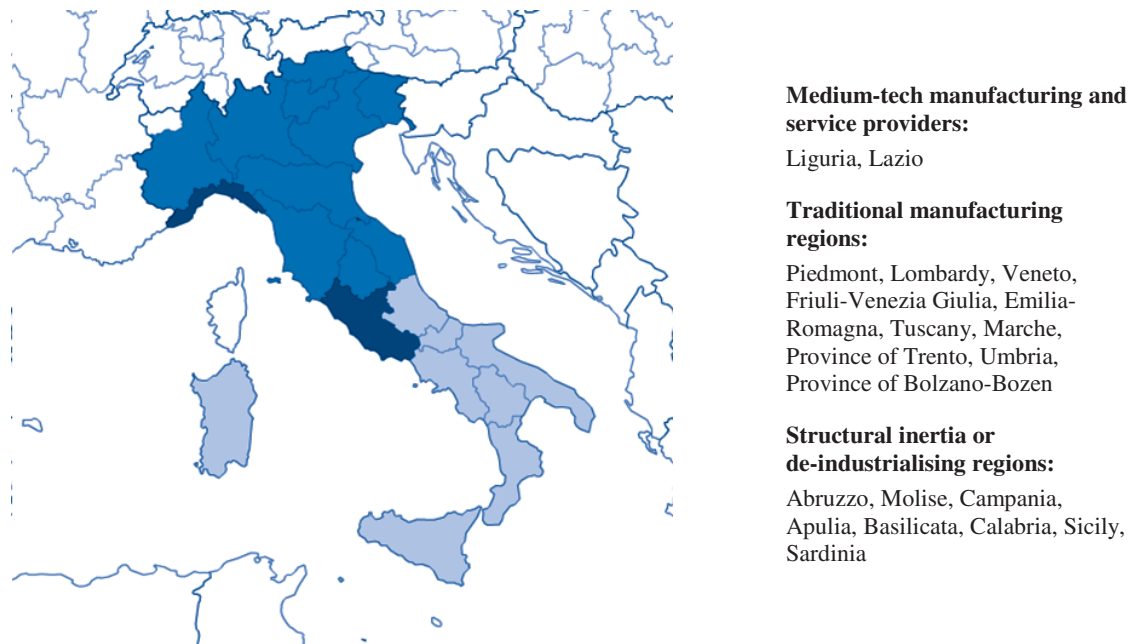 Medium-tech manufacturing and
service providers:
Liguria, Lazio
Traditional manufacturing
regions:
Piedmont, Lombardy, Veneto,
Friuli-Venezia Giulia, Emilia-
Romagna, Tuscany, Marche,
Province of Trento, Umbria,
Province of Bolzano-Bozen
Structural inertia or
de-industrialising regions:
Abruzzo, Molise, Campania,
Apulia, Basilicata, Calabria, Sicily,
Sardinia